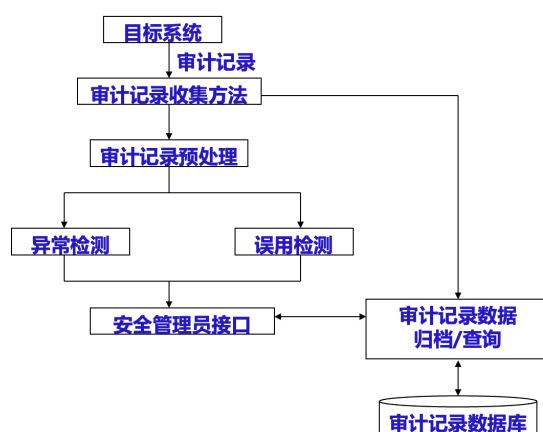 目标系统
审计记录
审计记录收集方法
审计记录预处理
异常检测
误用检测
安全管理员接口
审计记录数据
归档/查询
审计记录数据库